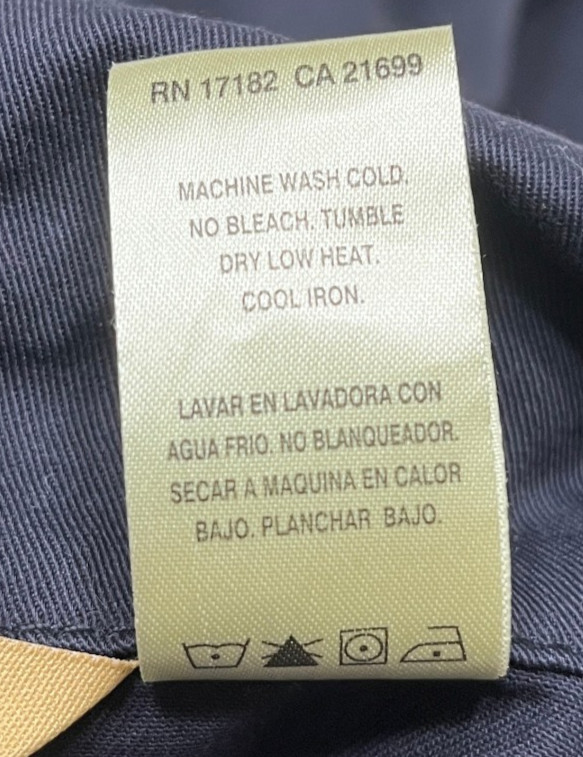 RN 17182 CA 21699
MACHINE WASH COLD.
NO BLEACH. TUMBLE
DRY LOW HEAT.
COOL IRON.
LAVAR EN LAVADORA CON
AGUA FRIO. NO BLANQUEADOR.
SECAR A MAQUINA EN CALOR
BAJO. PLANCHAR BAJO.